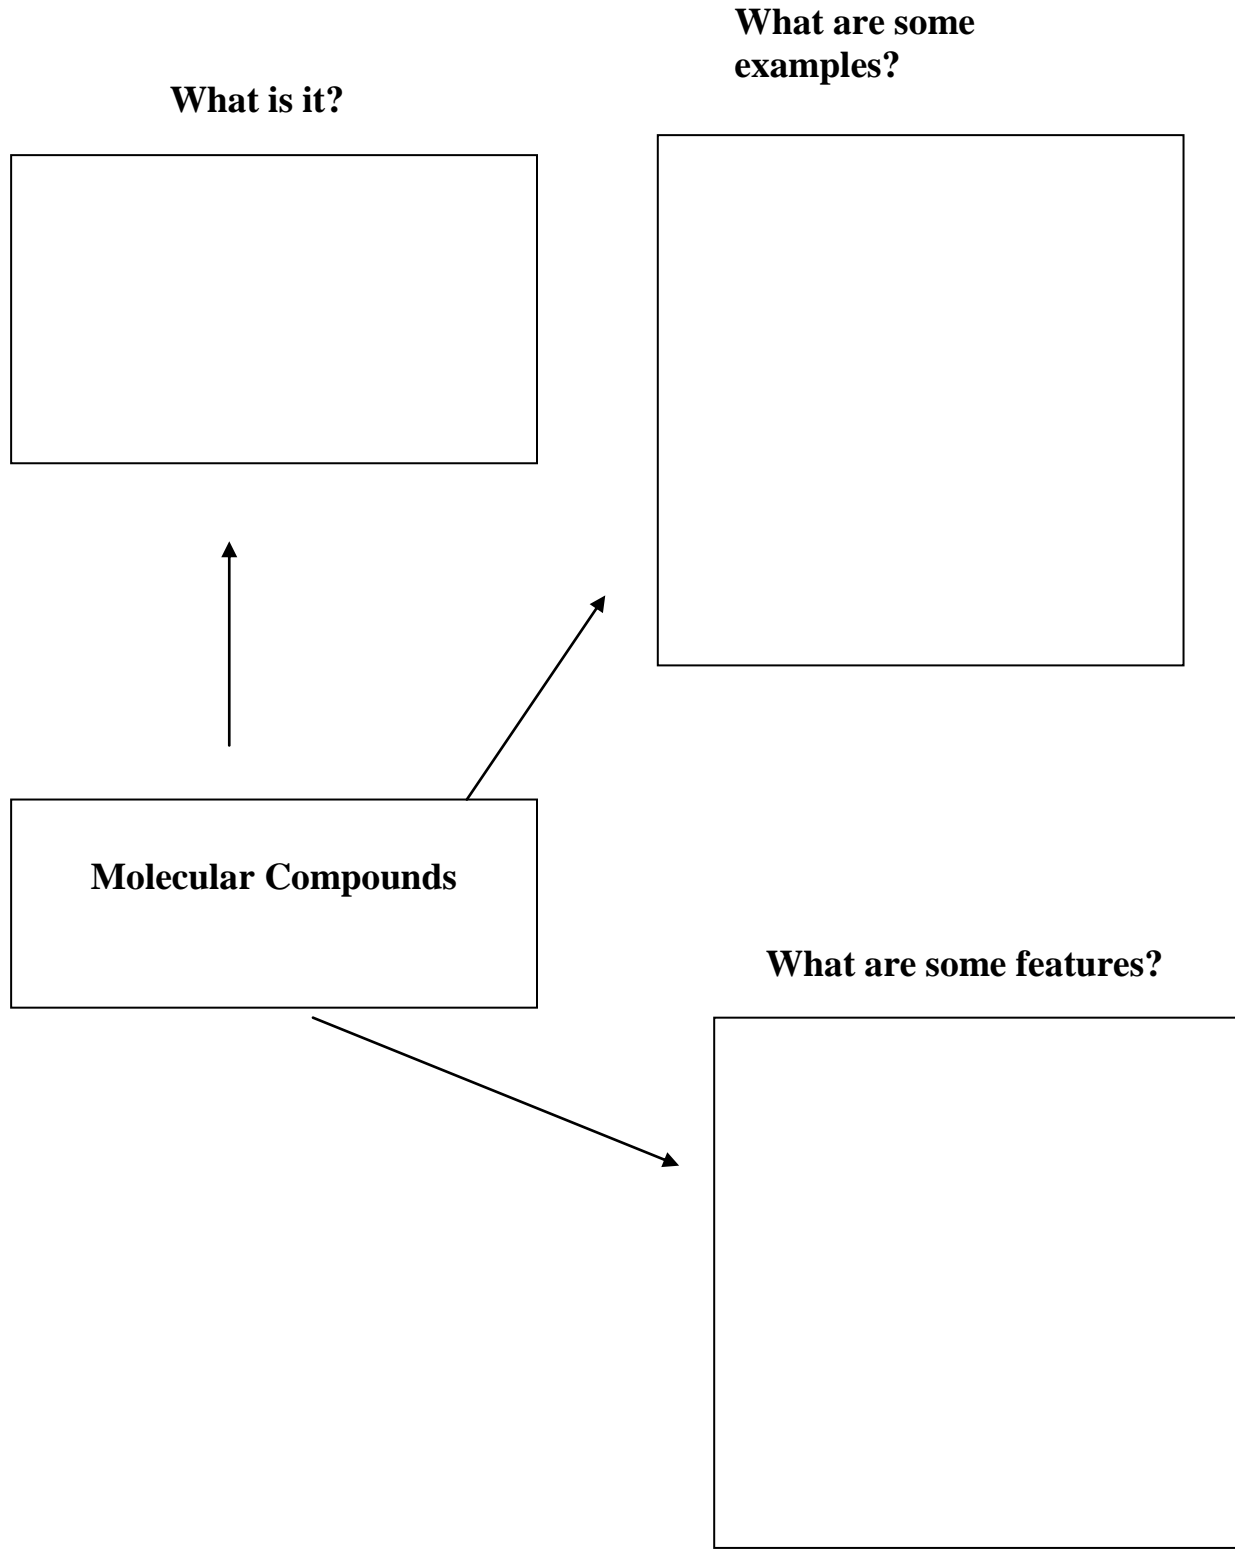 What are some
examples?
What is it?
Molecular Compounds
What are some features?